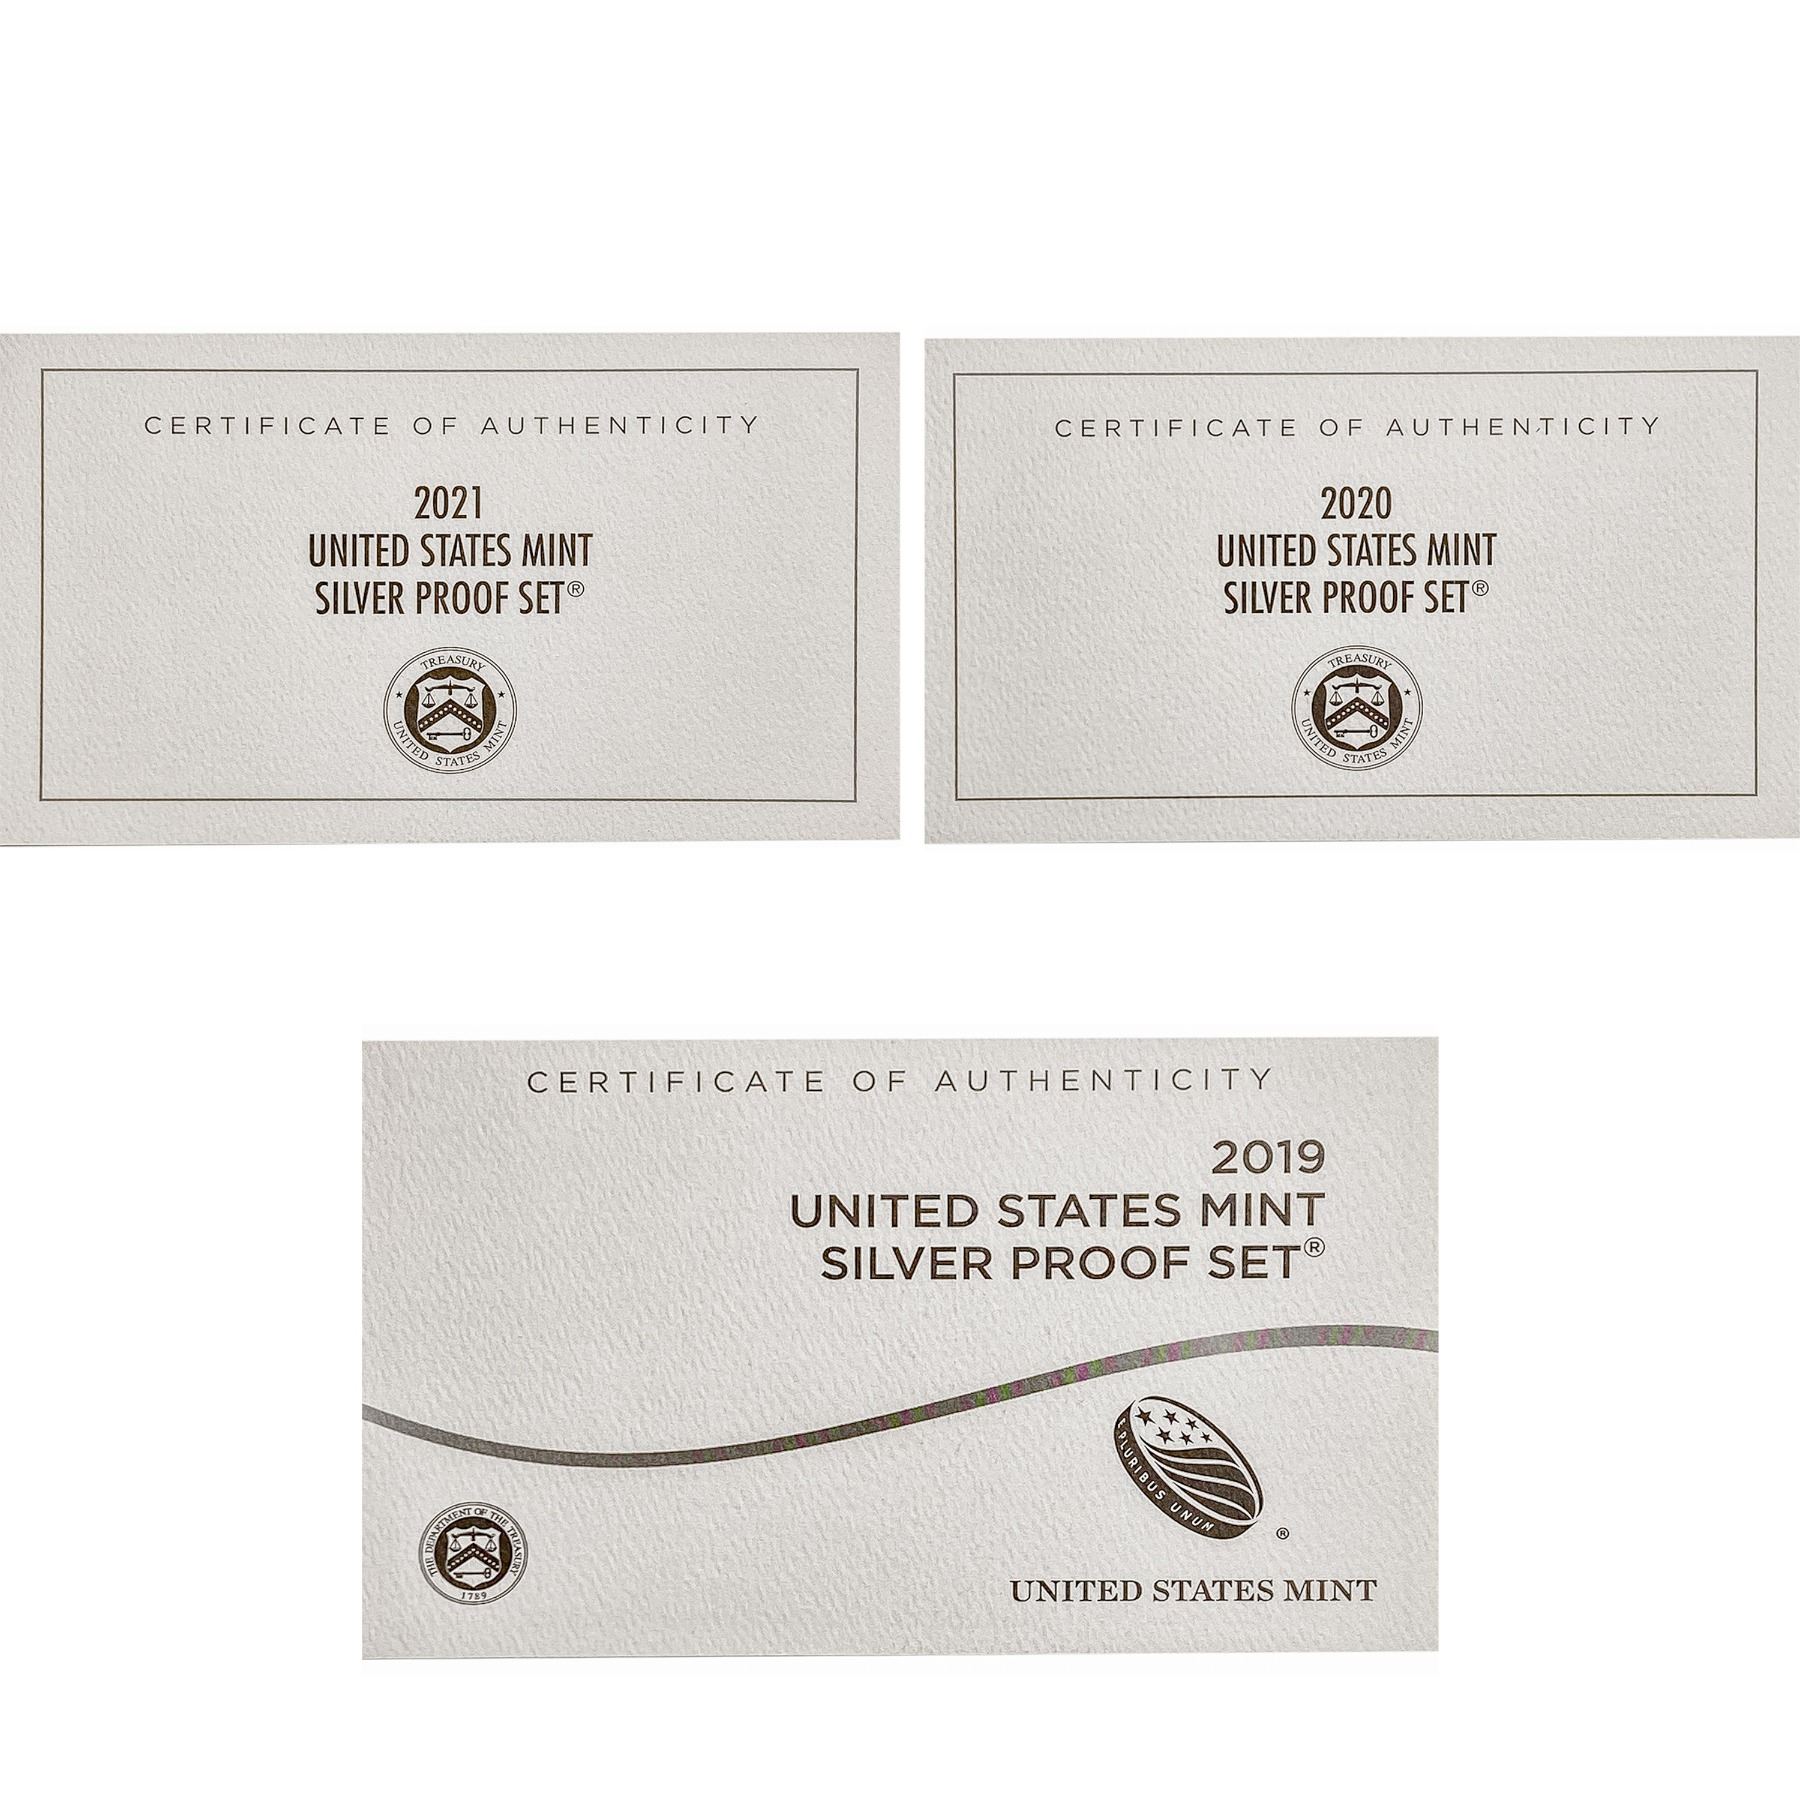 CERTIFICATE OF AUTHENTICITY
2021
UNITED STATES MINT
SILVER PROOF SET®
TREASURY
UNITED STATES MINT
CERTIFICATE OF AUTHENTICITY
2020
UNITED STATES MINT
SILVER PROOF SET®
TREASURY
UNITED STATES MINT
CERTIFICATE OF AUTHENTICITY
2019
UNITED STATES MINT
SILVER PROOF SET®
E PLURIBUS UNUM
®
THE DEPARTMENT OF THE TREASURY
1789
UNITED STATES MINT